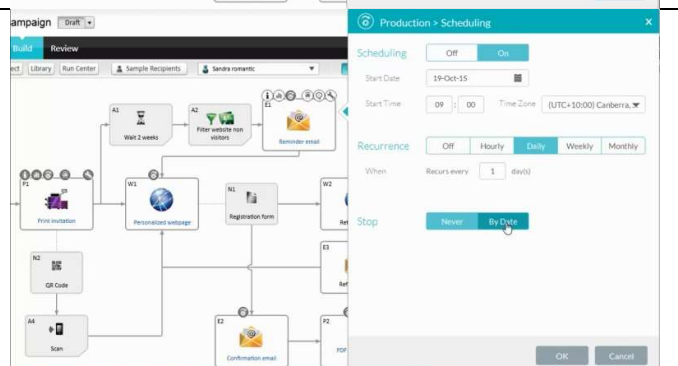 ampaign Draft
Build Review
ect Library Run Center Sample Recipients Sandra romantic
A1
Wait 2 weeks
A2
Filter website non
visitors
E1
Reminder email
P1
Print invitation
W1
Personalized webpage
N1
Registration form
W2
Ref
N2
QR Code
E3
Ref
A4
Scan
E2
Confirmation email
P2
PDF
Production > Scheduling x
Scheduling Off On
Start Date 19-Oct-15
Start Time 09 : 00 Time Zone (UTC+10:00) Canberra,
Recurrence Off Hourly Daily Weekly Monthly
When Recurs every 1 day(s)
Stop Never By Date
OK Cancel